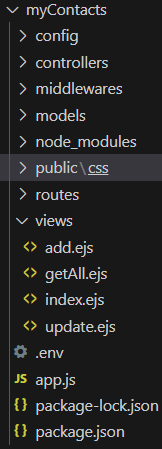 myContacts
config
controllers
middlewares
models
node_modules
public\css
routes
views
<> add.ejs
<> getAll.ejs
<> index.ejs
<> update.ejs
.env
JS app.js
{} package-lock.json
{} package.json